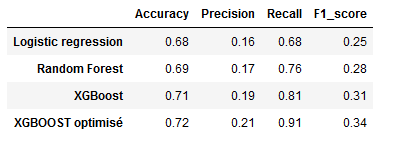 Accuracy Precision Recall F1_score
Logistic regression 0.68 0.16 0.68 0.25
Random Forest 0.69 0.17 0.76 0.28
XGBoost 0.71 0.19 0.81 0.31
XGBOOST optimisé 0.72 0.21 0.91 0.34